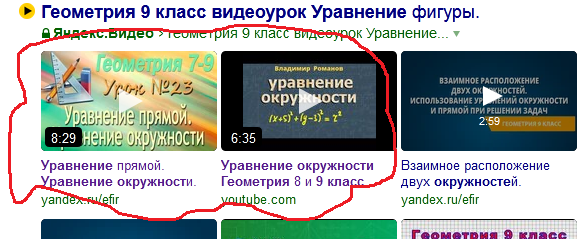 Геометрия 9 класс видеоурок Уравнение фигуры.
Яндекс.Видео › Геометрия 9 класс видеоурок Уравнение...
Геометрия 7-9
Урок №23
Уравнение прямой.
Уравнение окружности
8:29
Владимир Романов
уравнение
окружности
(x+5)²+(y-5)²=r²
6:35
ВЗАИМНОЕ РАСПОЛОЖЕНИЕ
ДВУХ ОКРУЖНОСТЕЙ.
ИСПОЛЬЗОВАНИЕ УРАВНЕНИЙ ОКРУЖНОСТИ
И ПРЯМОЙ ПРИ РЕШЕНИИ ЗАДАЧ
2:59
ГЕОМЕТРИЯ 9 КЛАСС
Уравнение прямой.
Уравнение окружности.
yandex.ru/efir
Уравнение окружности
Геометрия 8 и 9 класс
youtube.com
Взаимное расположение
двух окружностей.
yandex.ru/efir
Геометрия 9 класс